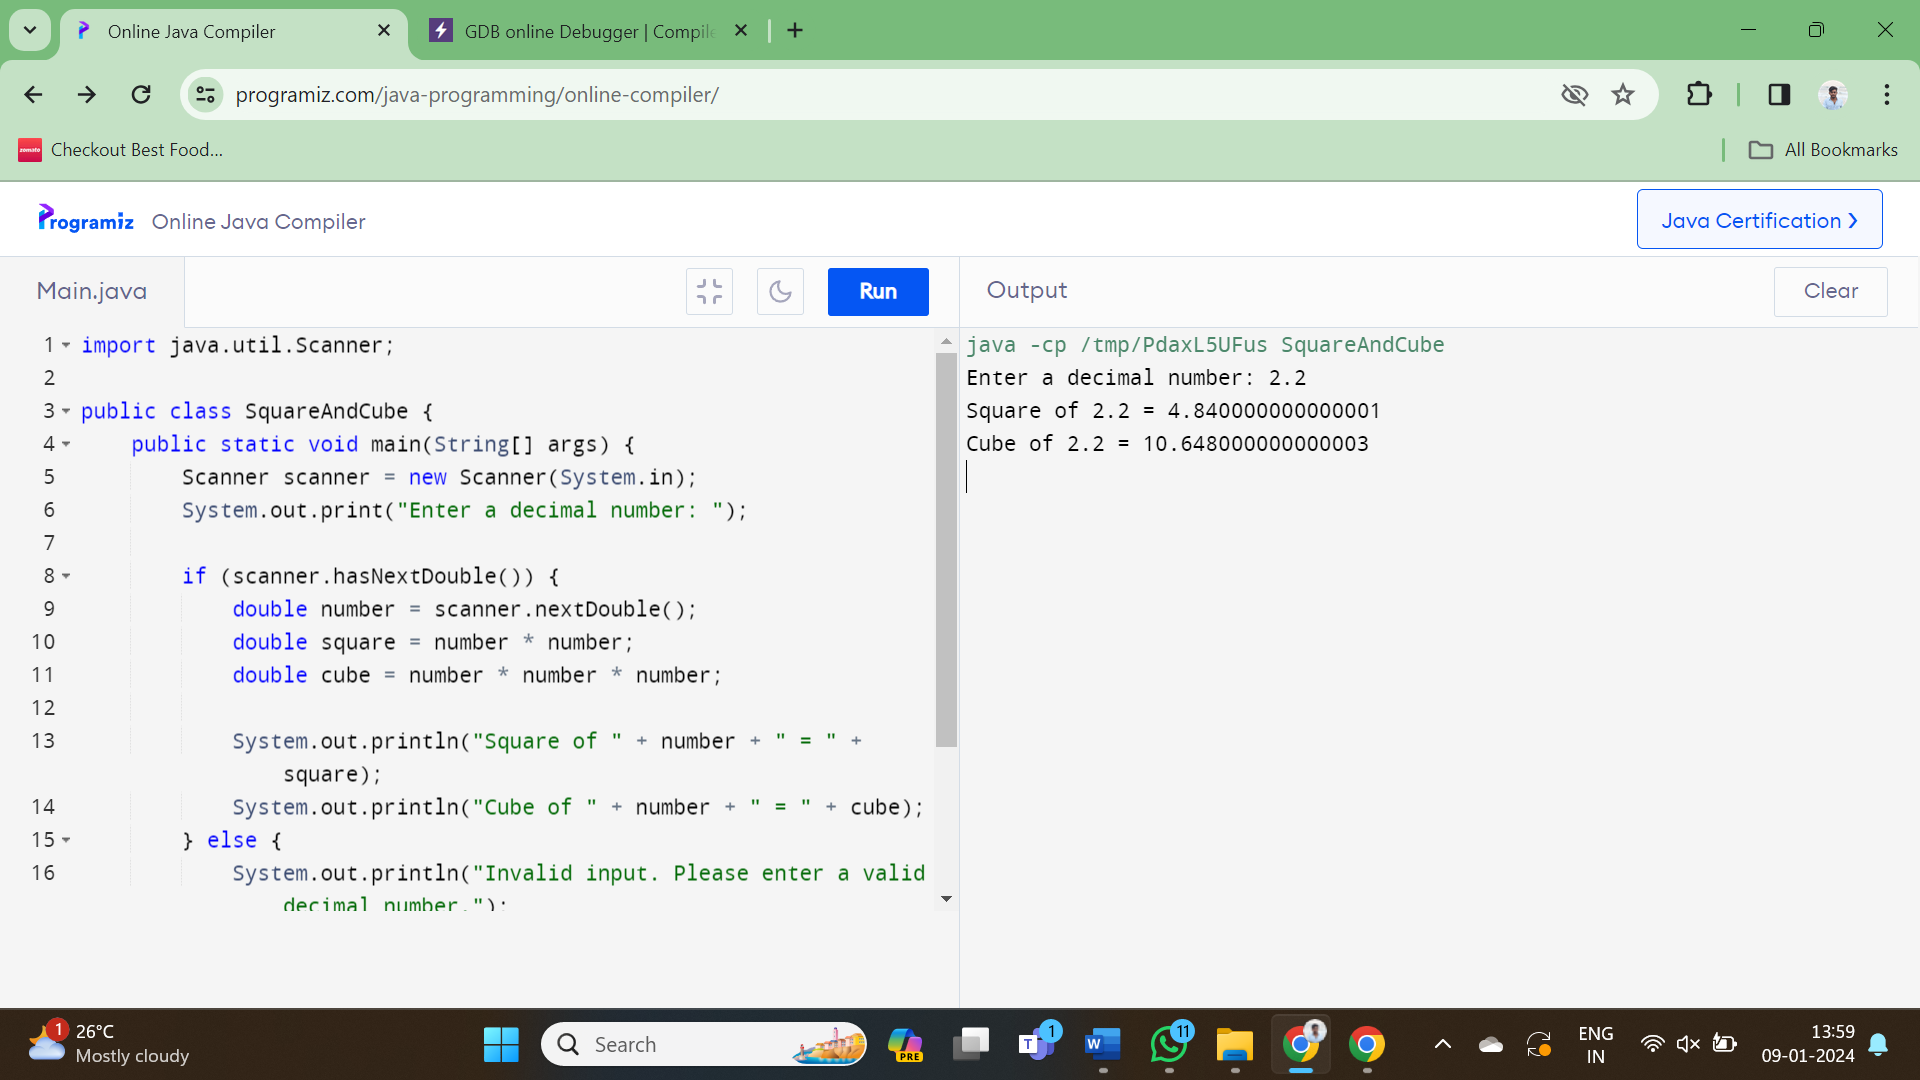 Online Java Compiler
GDB online Debugger | Compile
programiz.com/java-programming/online-compiler/
zomato
Checkout Best Food...
All Bookmarks
Programiz Online Java Compiler
Java Certification ❯
Main.java
Run
Output
Clear
1 import java.util.Scanner;
2
3 public class SquareAndCube {
4 public static void main(String[] args) {
5 Scanner scanner = new Scanner(System.in);
6 System.out.print("Enter a decimal number: ");
7
8 if (scanner.hasNextDouble()) {
9 double number = scanner.nextDouble();
10 double square = number * number;
11 double cube = number * number * number;
12
13 System.out.println("Square of " + number + " = " +
square);
14 System.out.println("Cube of " + number + " = " + cube);
15 } else {
16 System.out.println("Invalid input. Please enter a valid
decimal number.");
java -cp /tmp/PdaxL5UFus SquareAndCube
Enter a decimal number: 2.2
Square of 2.2 = 4.840000000000001
Cube of 2.2 = 10.648000000000003
1
26°C
Mostly cloudy
Search
PRE
T
1
W
11
ENG
IN
13:59
09-01-2024